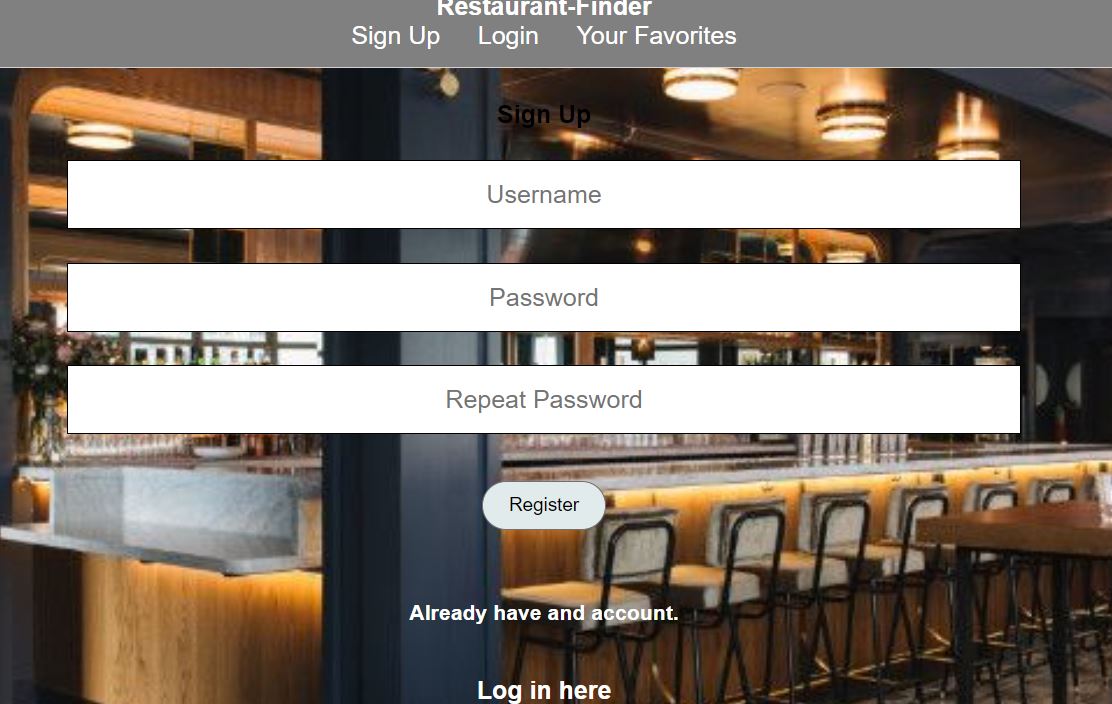 Restaurant-Finder
Sign Up Login Your Favorites
Sign Up
Username
Password
Repeat Password
Register
Already have and account.
Log in here